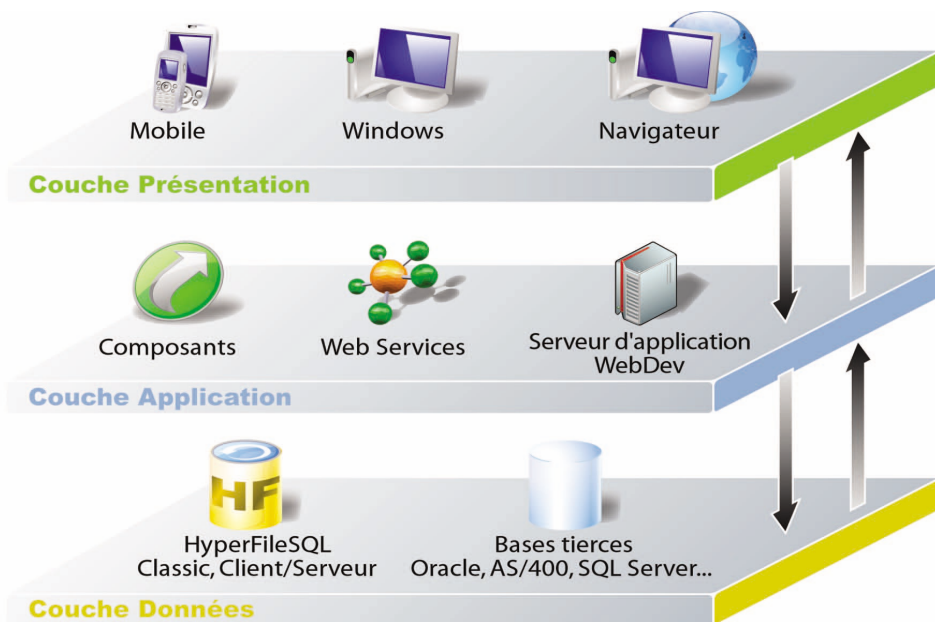 Mobile
Windows
Navigateur
Couche Présentation
Composants
Web Services
Serveur d'application
WebDev
Couche Application
HF
HyperFileSQL
Classic, Client/Serveur
Bases tierces
Oracle, AS/400, SQL Server...
Couche Données